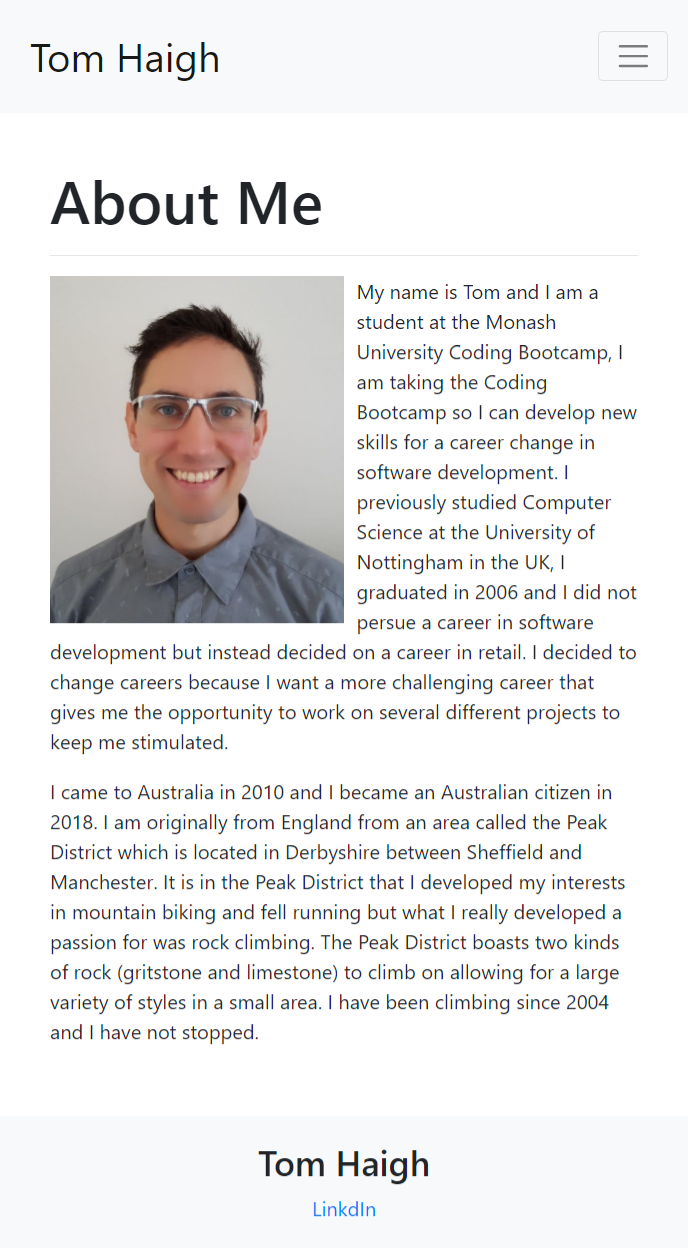 Tom Haigh
About Me
My name is Tom and I am a
student at the Monash
University Coding Bootcamp, I
am taking the Coding
Bootcamp so I can develop new
skills for a career change in
software development. I
previously studied Computer
Science at the University of
Nottingham in the UK, I
graduated in 2006 and I did not
persue a career in software
development but instead decided on a career in retail. I decided to
change careers because I want a more challenging career that
gives me the opportunity to work on several different projects to
keep me stimulated.
I came to Australia in 2010 and I became an Australian citizen in
2018. I am originally from England from an area called the Peak
District which is located in Derbyshire between Sheffield and
Manchester. It is in the Peak District that I developed my interests
in mountain biking and fell running but what I really developed a
passion for was rock climbing. The Peak District boasts two kinds
of rock (gritstone and limestone) to climb on allowing for a large
variety of styles in a small area. I have been climbing since 2004
and I have not stopped.
Tom Haigh
LinkdIn